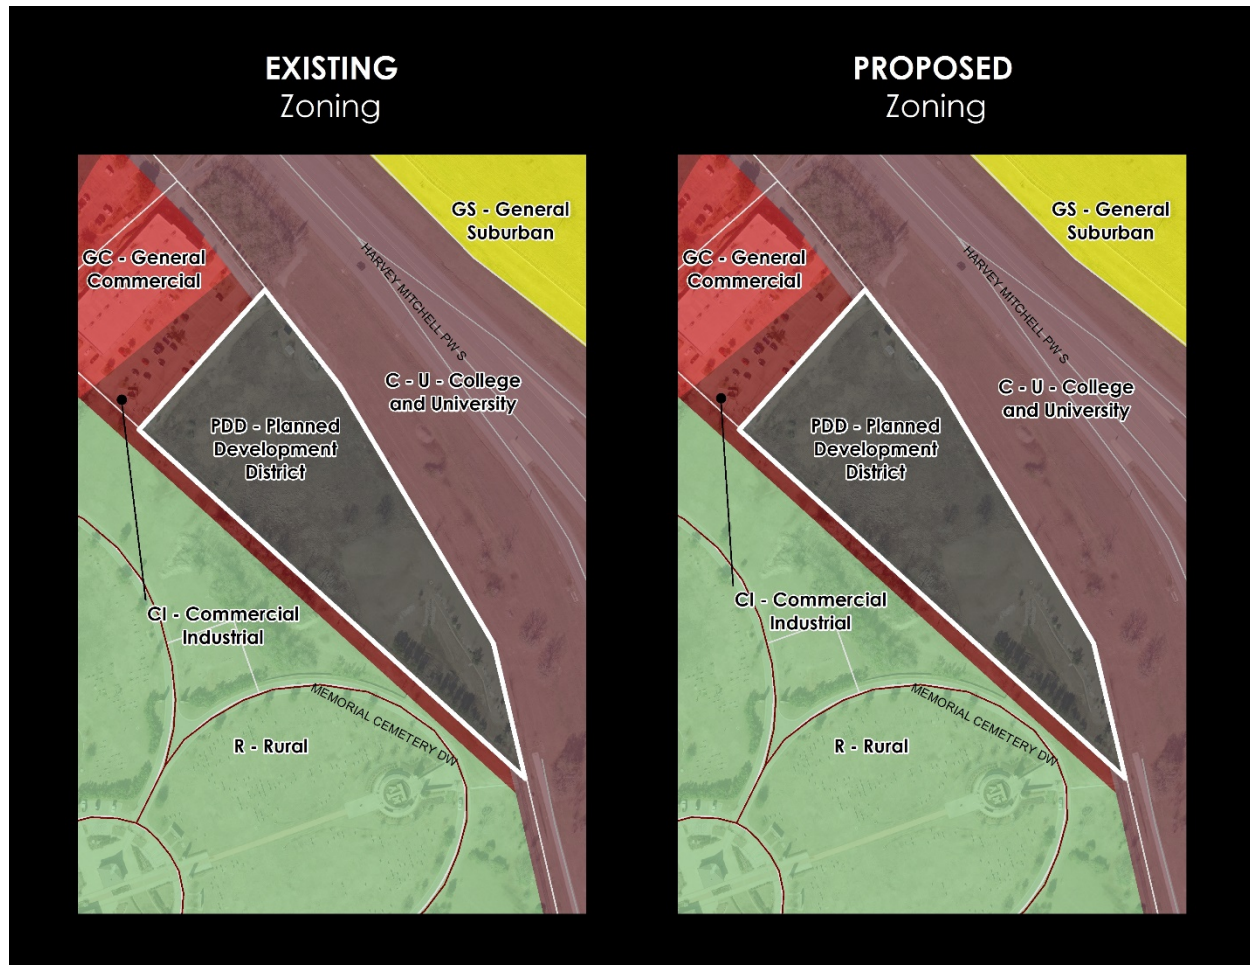 EXISTING
Zoning
GS - General
Suburban
GC - General
Commercial
HARVEY MITCHELL PW S
C - U - College
and University
PDD - Planned
Development
District
CI - Commercial
Industrial
MEMORIAL CEMETERY DW
R - Rural
PROPOSED
Zoning
GS - General
Suburban
GC - General
Commercial
HARVEY MITCHELL PW S
C - U - College
and University
PDD - Planned
Development
District
CI - Commercial
Industrial
MEMORIAL CEMETERY DW
R - Rural